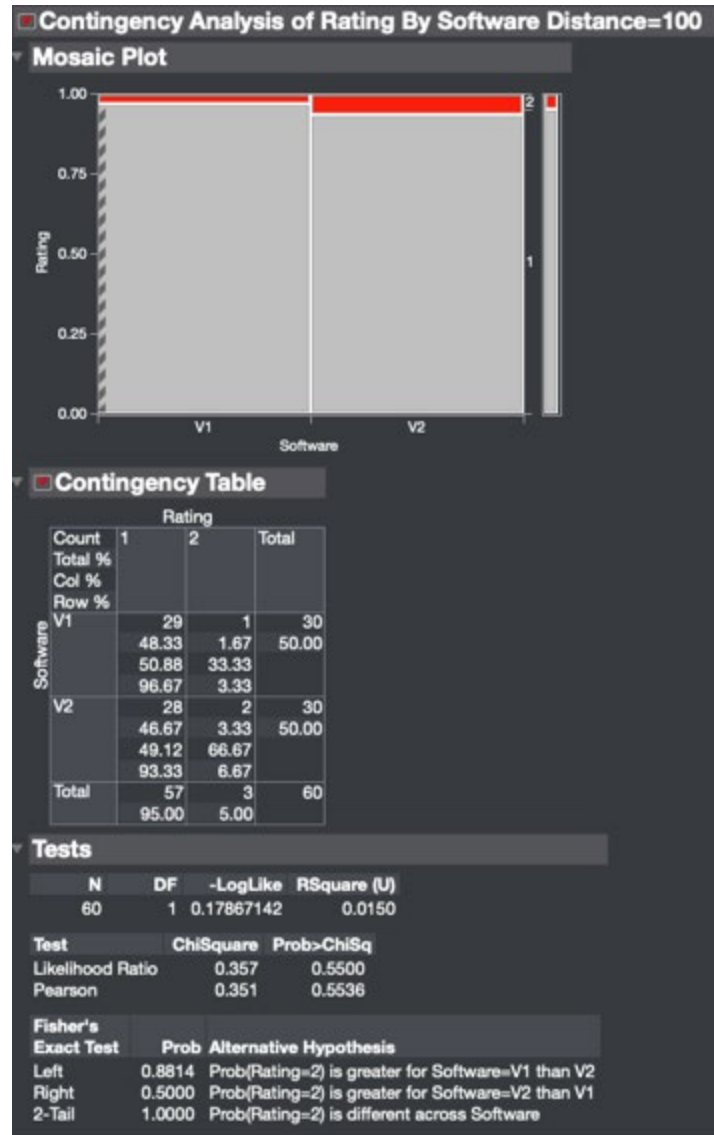 Contingency Analysis of Rating By Software Distance=100
Mosaic Plot
1.00
0.75
0.50
0.25
0.00
Rating
2
1
V1 V2
Software
Contingency Table
Rating
Count 1 2 Total
Total %
Col %
Row %
Software
V1 29 1 30
48.33 1.67 50.00
50.88 33.33
96.67 3.33
V2 28 2 30
46.67 3.33 50.00
49.12 66.67
93.33 6.67
Total 57 3 60
95.00 5.00
Tests
N DF -LogLike RSquare (U)
60 1 0.17867142 0.0150
Test ChiSquare Prob>ChiSq
Likelihood Ratio 0.357 0.5500
Pearson 0.351 0.5536
Fisher's
Exact Test Prob Alternative Hypothesis
Left 0.8814 Prob(Rating=2) is greater for Software=V1 than V2
Right 0.5000 Prob(Rating=2) is greater for Software=V2 than V1
2-Tail 1.0000 Prob(Rating=2) is different across Software